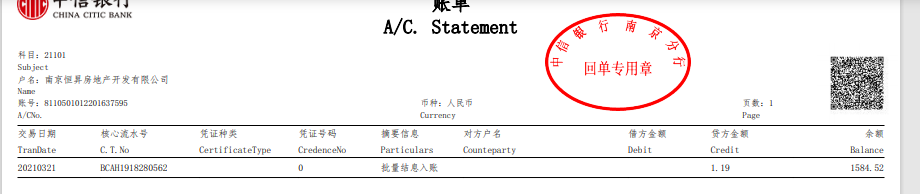 中信银行
CHINA CITIC BANK
账单
A/C. Statement
中信银行南京分行
回单专用章
科目: 21101
Subject
户名: 南京恒昇房地产开发有限公司
Name
账号: 8110501012201637595 币种: 人民币 页数: 1
A/CNo. Currency Page
交易日期 核心流水号 凭证种类 凭证号码 摘要信息 对方户名 借方金额 贷方金额 余额
TranDate C.T.No CertificateType CredenceNo Particulars Counteparty Debit Credit Balance
20210321 BCAH1918280562 0 批量结息入账 1.19 1584.52